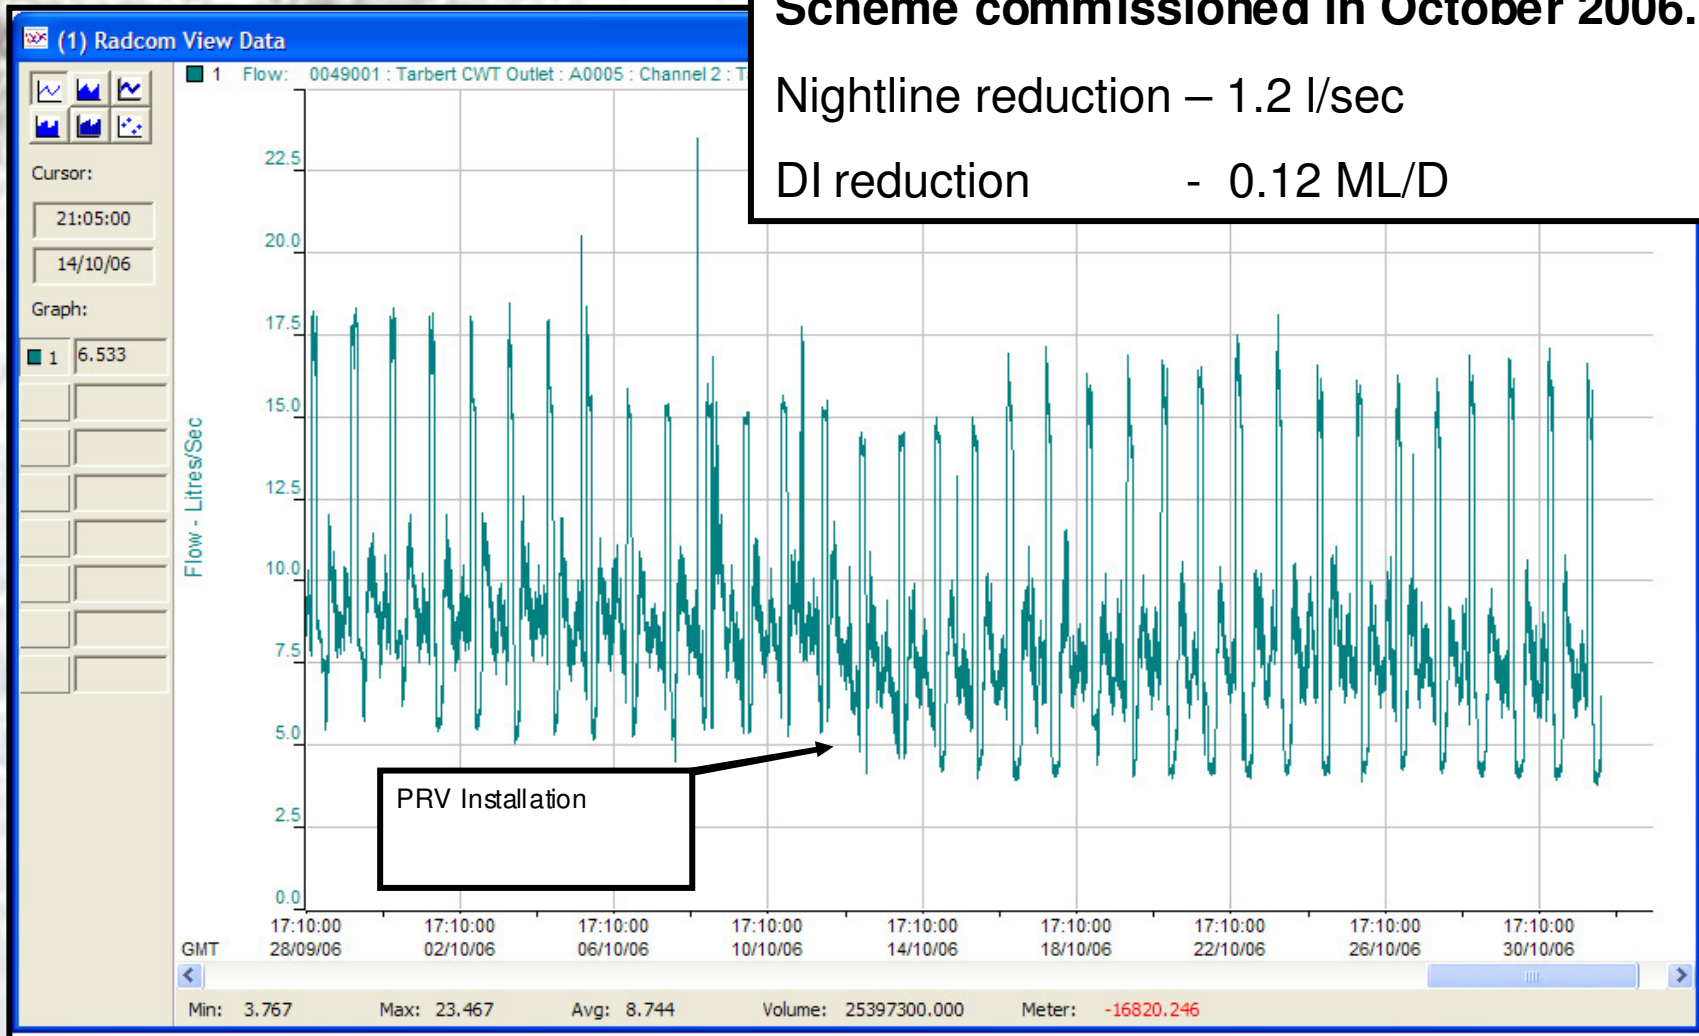 Scheme commissioned in October 2006.
Nightline reduction – 1.2 l/sec
DI reduction - 0.12 ML/D
(1) Radcom View Data
1 Flow: 0049001 : Tarbert CWT Outlet : A0005 : Channel 2 :
Cursor:
21:05:00
14/10/06
Graph:
1 6.533
Flow - Litres/Sec
22.5
20.0
17.5
15.0
12.5
10.0
7.5
5.0
2.5
0.0
PRV Installation
17:10:00 17:10:00 17:10:00 17:10:00 17:10:00 17:10:00 17:10:00 17:10:00 17:10:00
GMT 28/09/06 02/10/06 06/10/06 10/10/06 14/10/06 18/10/06 22/10/06 26/10/06 30/10/06
Min: 3.767 Max: 23.467 Avg: 8.744 Volume: 25397300.000 Meter: -16820.246